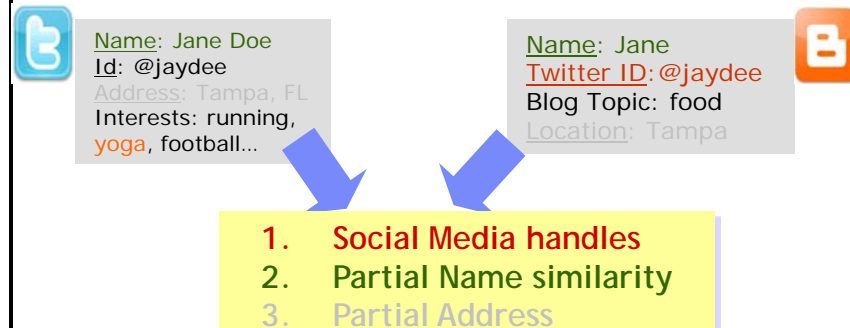 Name: Jane Doe
Id: @jaydee
Address: Tampa, FL
Interests: running,
yoga, football...
Name: Jane
Twitter ID: @jaydee
Blog Topic: food
Location: Tampa
1. Social Media handles
2. Partial Name similarity
3. Partial Address